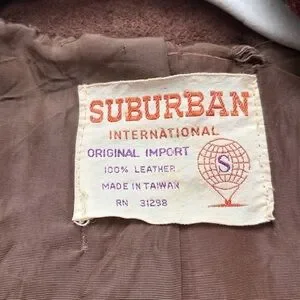 SUBURBAN
INTERNATIONAL
ORIGINAL IMPORT
100% LEATHER
MADE IN TAIWAN
RN 31298
S